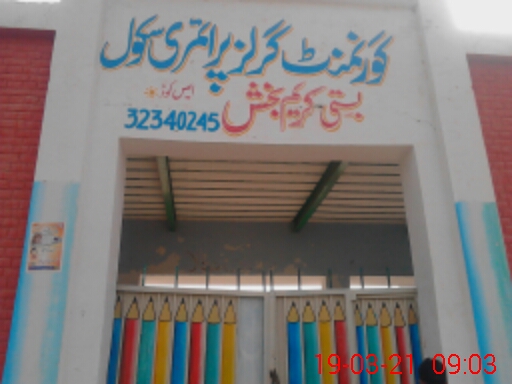 گورنمنٹ گرلز پرائمری سکول
بستی کریم بخش ایس کوڈ
32340245
19-03-21 09:03